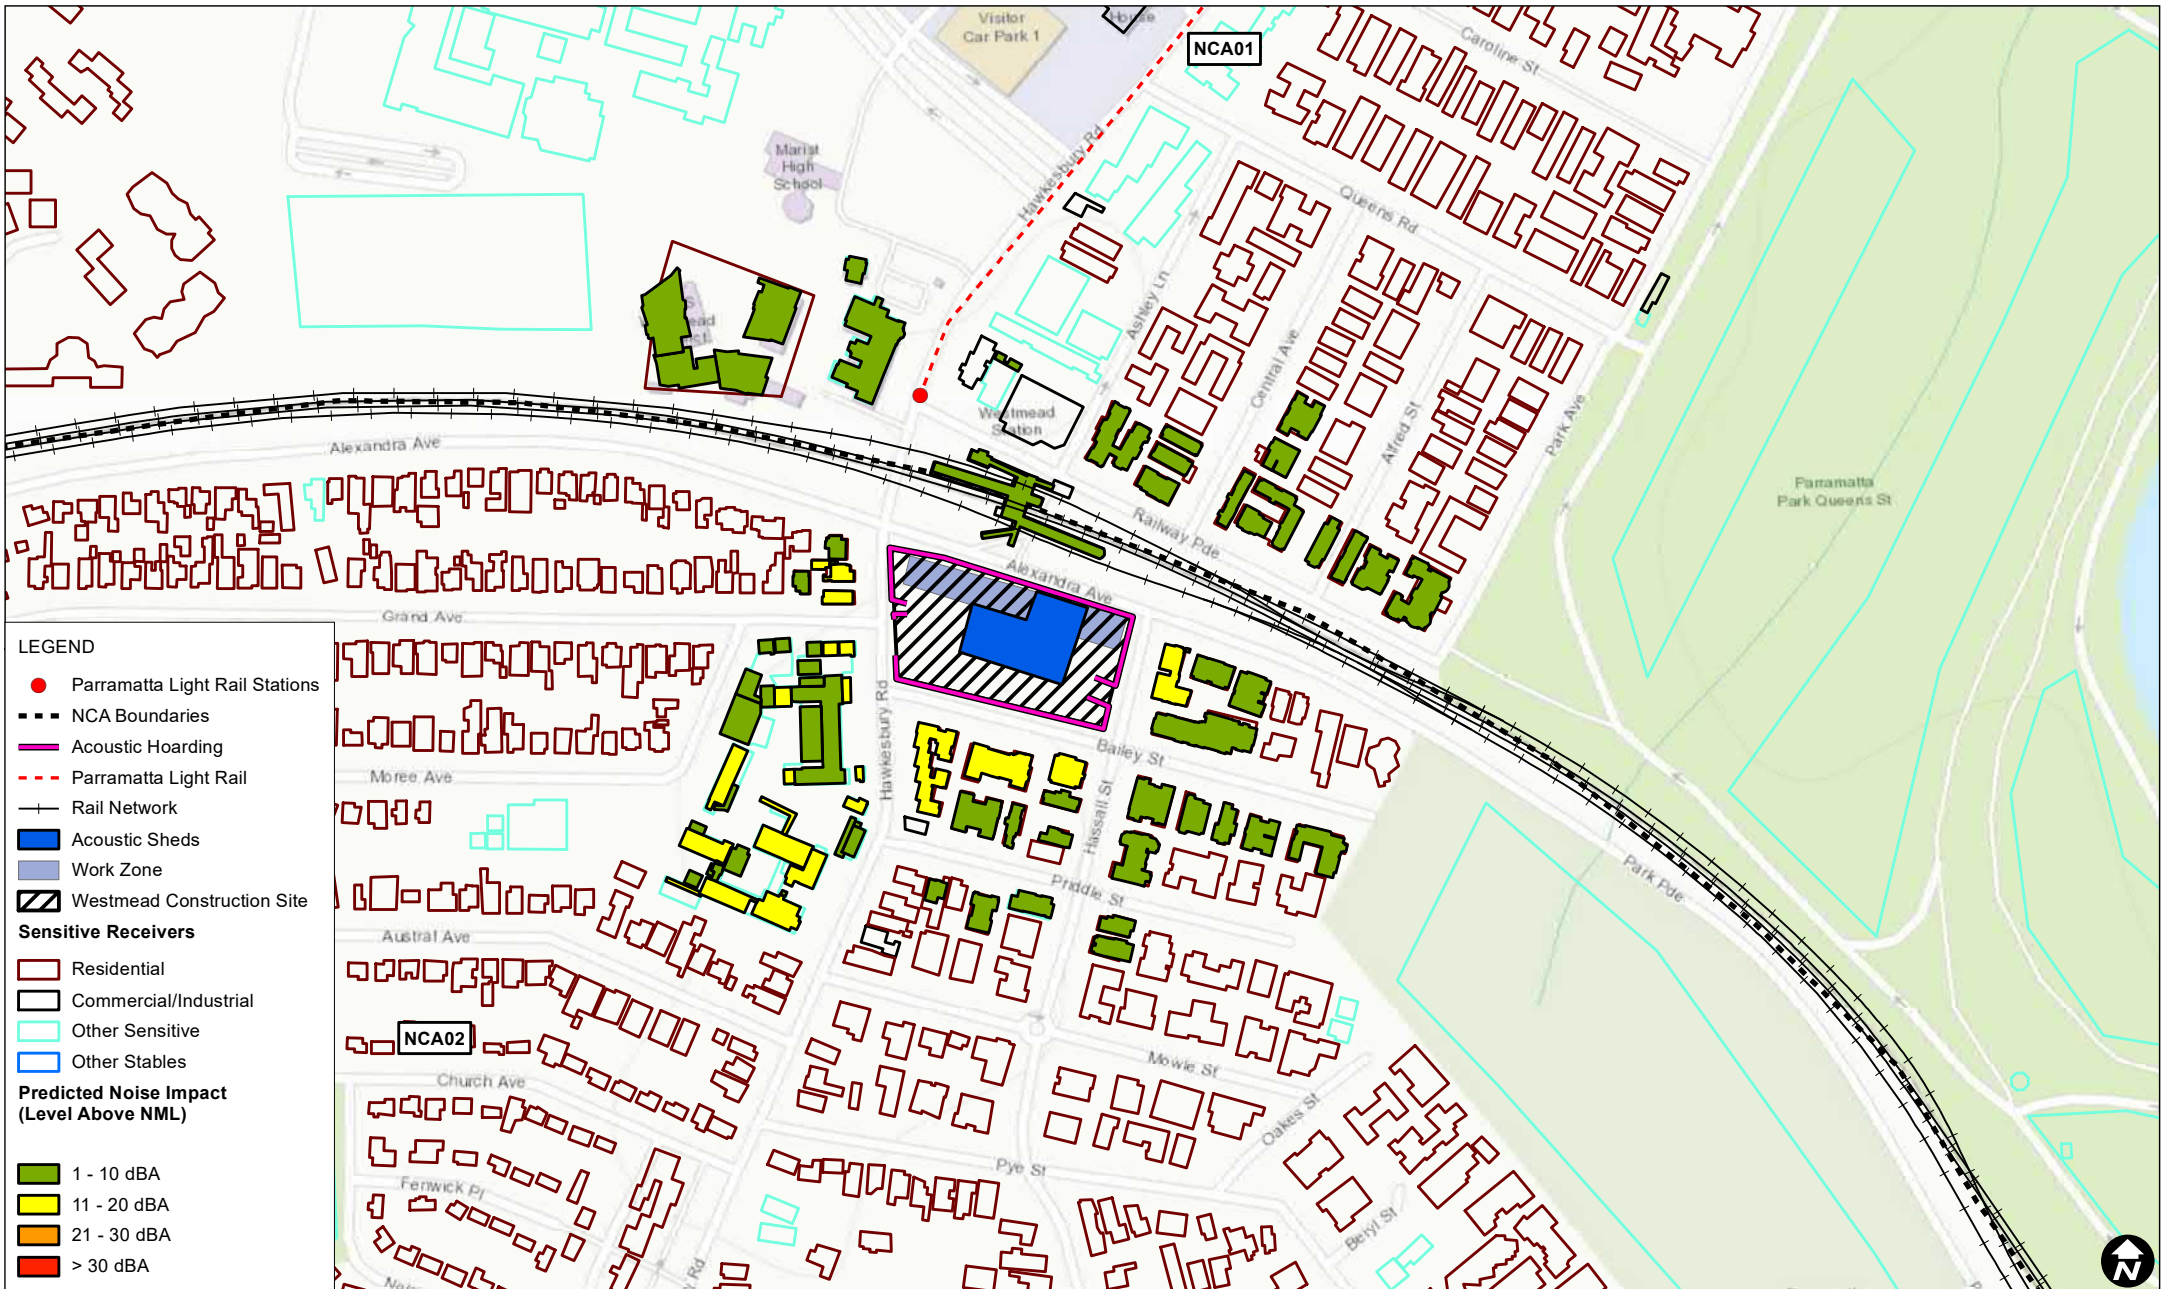 Visitor
Car Park 1
House
NCA01
Caroline St
Marist
High
School
Hawkesbury Rd
Queens Rd
Ashley Ln
Central Ave
Alfred St
Park Ave
Westmead
Station
Parramatta
Park Queens St
Alexandra Ave
Railway Pde
Alexandra Ave
Grand Ave
Hawkesbury Rd
Bailey St
Moree Ave
Hassall St
Priddle St
Park Pde
Austral Ave
NCA02
Mowle St
Church Ave
Oakes St
Pye St
Fenwick Pl
Beryl St
LEGEND
Parramatta Light Rail Stations
NCA Boundaries
Acoustic Hoarding
Parramatta Light Rail
Rail Network
Acoustic Sheds
Work Zone
Westmead Construction Site
Sensitive Receivers
Residential
Commercial/Industrial
Other Sensitive
Other Stables
Predicted Noise Impact
(Level Above NML)
1 - 10 dBA
11 - 20 dBA
21 - 30 dBA
> 30 dBA
N